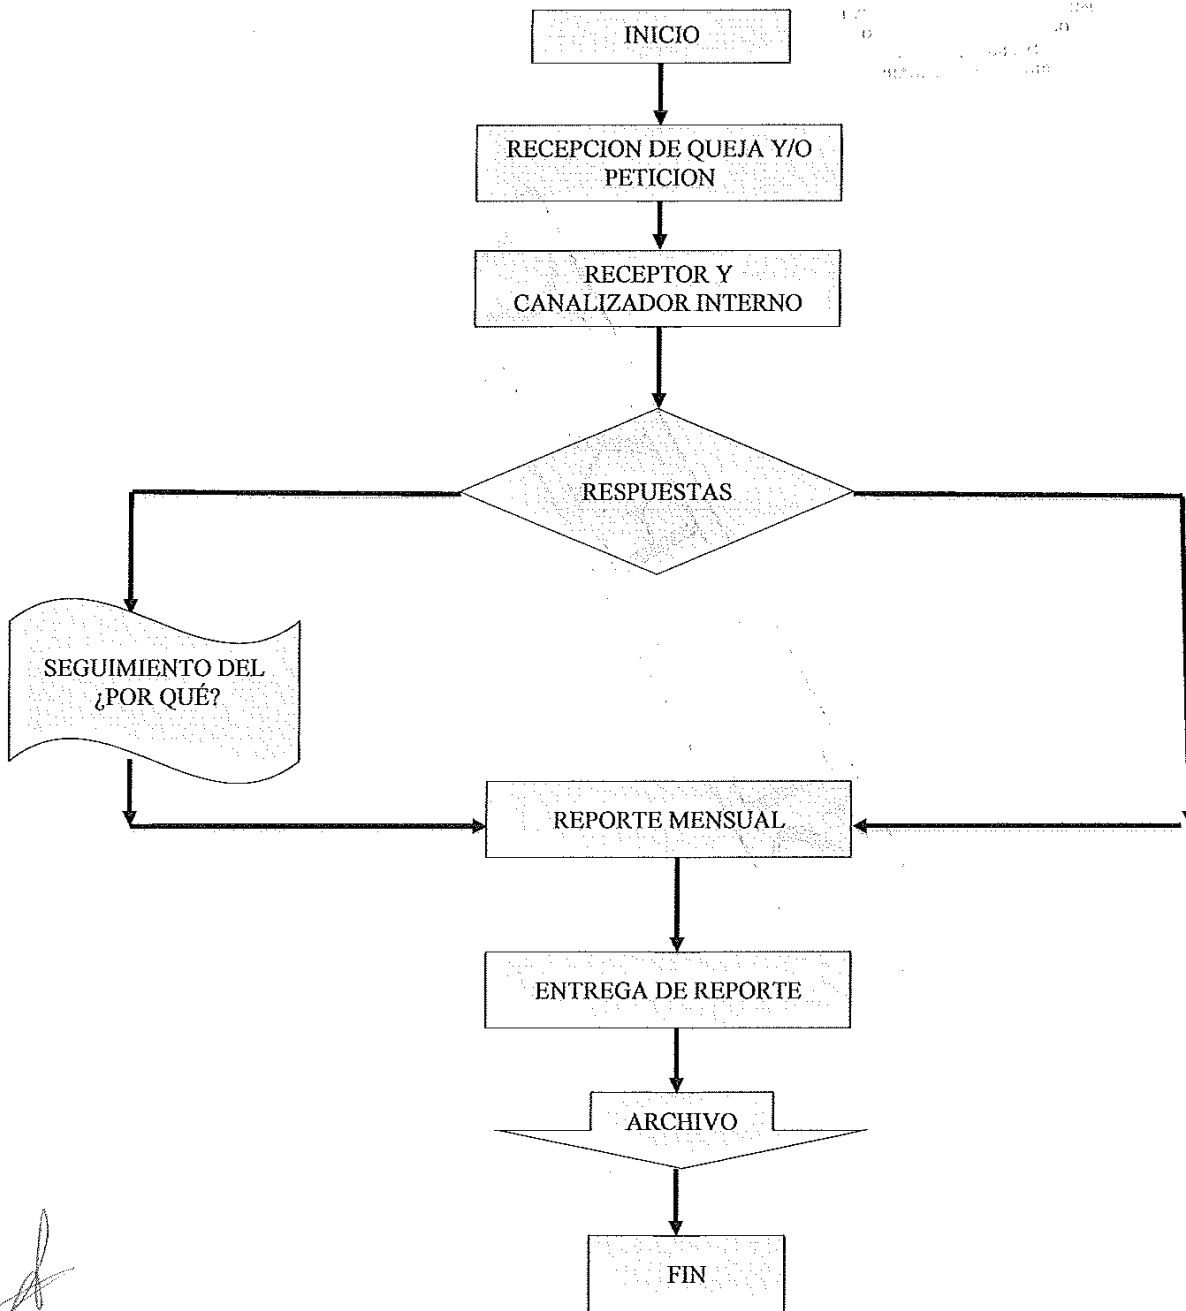 INICIO
RECEPCION DE QUEJA Y/O
PETICION
RECEPTOR Y
CANALIZADOR INTERNO
RESPUESTAS
SEGUIMIENTO DEL
¿POR QUÉ?
REPORTE MENSUAL
ENTREGA DE REPORTE
ARCHIVO
FIN